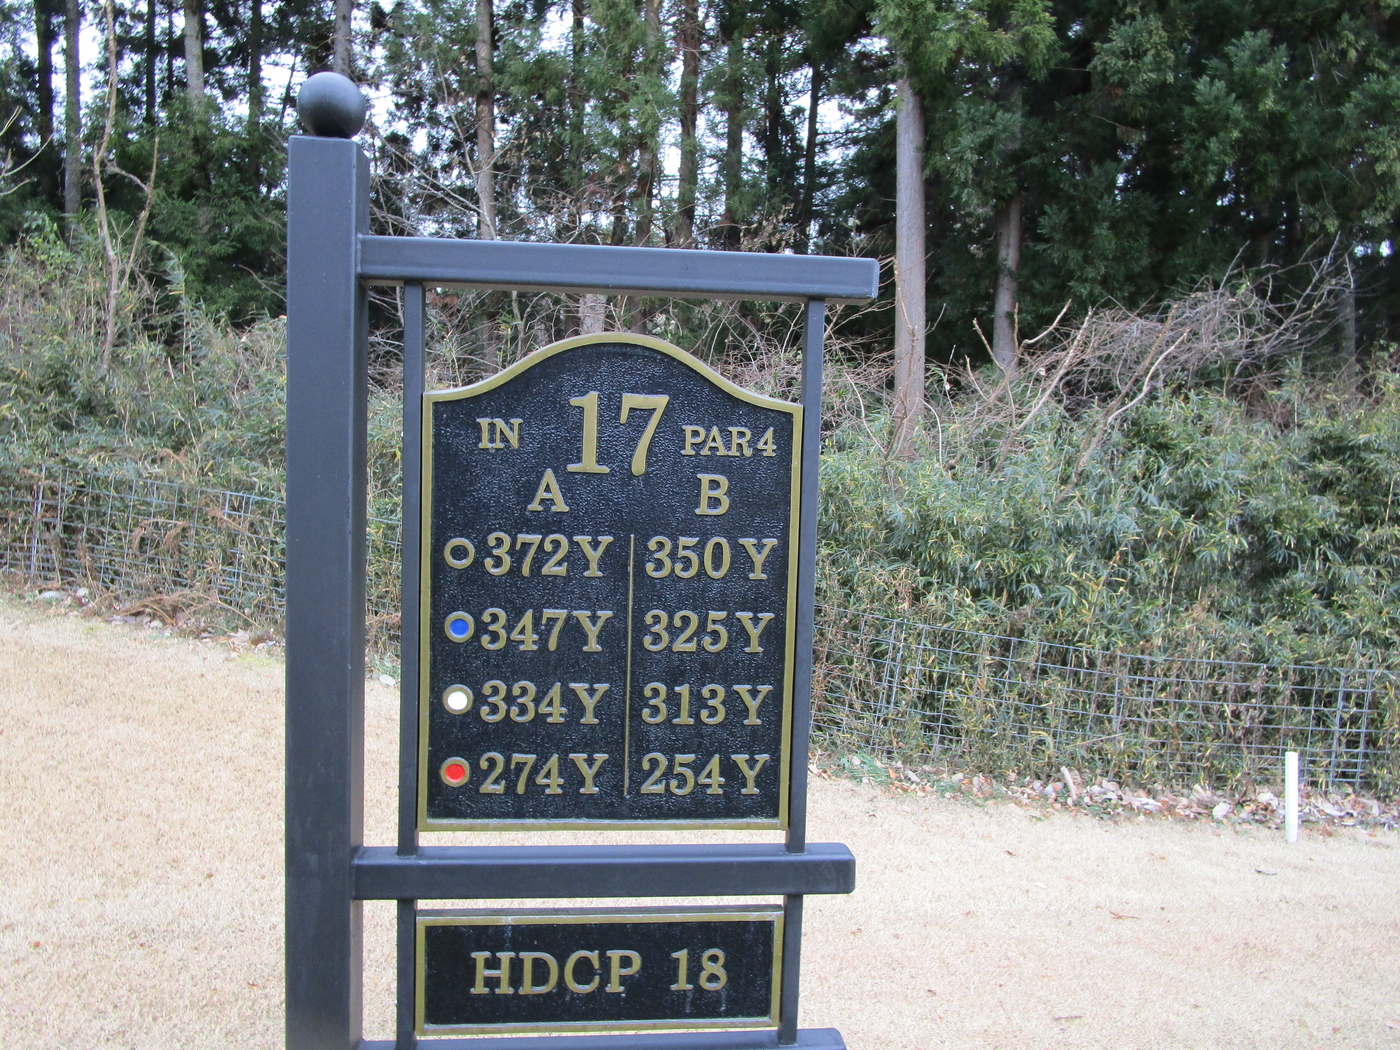 IN 17 PAR4
A B
372Y 350Y
347Y 325Y
334Y 313Y
274Y 254Y
HDCP 18